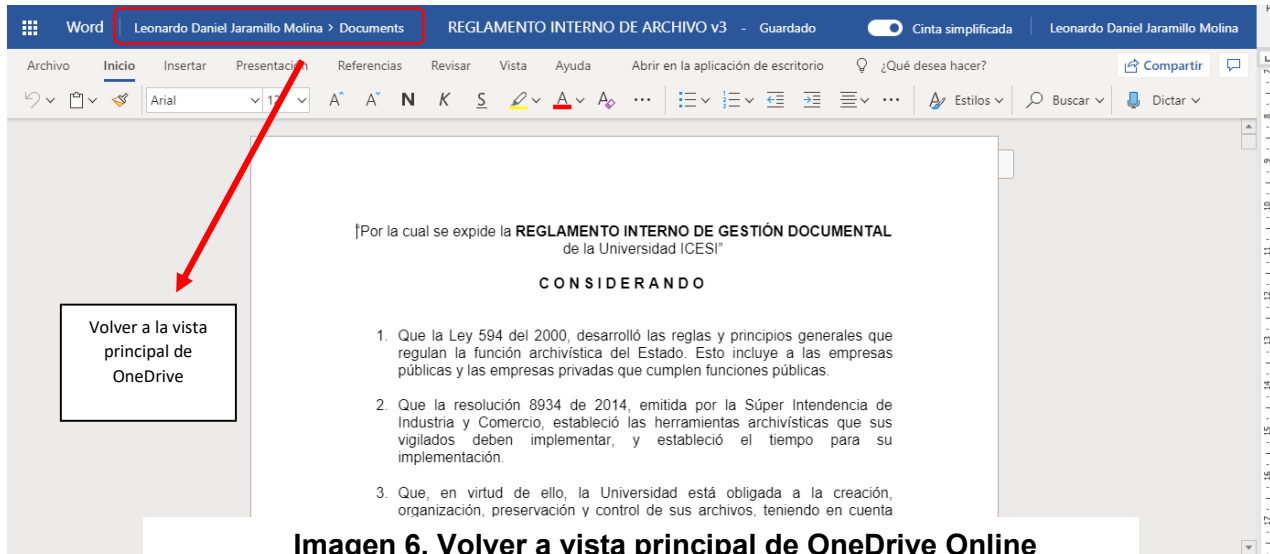 Word Leonardo Daniel Jaramillo Molina > Documents REGLAMENTO INTERNO DE ARCHIVO v3 - Guardado Cinta simplificada Leonardo Daniel Jaramillo Molina
Archivo Inicio Insertar Presentación Referencias Revisar Vista Ayuda Abrir en la aplicación de escritorio ¿Qué desea hacer? Compartir
Arial 12 A A N K S A A Estilos Buscar Dictar
"Por la cual se expide la REGLAMENTO INTERNO DE GESTIÓN DOCUMENTAL
de la Universidad ICESI"
C O N S I D E R A N D O
Volver a la vista
principal de
OneDrive
1. Que la Ley 594 del 2000, desarrolló las reglas y principios generales que
regulan la función archivística del Estado. Esto incluye a las empresas
públicas y las empresas privadas que cumplen funciones públicas.
2. Que la resolución 8934 de 2014, emitida por la Súper Intendencia de
Industria y Comercio, estableció las herramientas archivísticas que sus
vigilados deben implementar, y estableció el tiempo para su
implementación.
3. Que, en virtud de ello, la Universidad está obligada a la creación,
organización, preservación y control de sus archivos, teniendo en cuenta
Imagen 6. Volver a vista principal de OneDrive Online